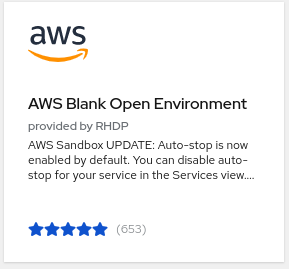 aws
AWS Blank Open Environment
provided by RHDP
AWS Sandbox UPDATE: Auto-stop is now
enabled by default. You can disable auto-
stop for your service in the Services view....
(653)